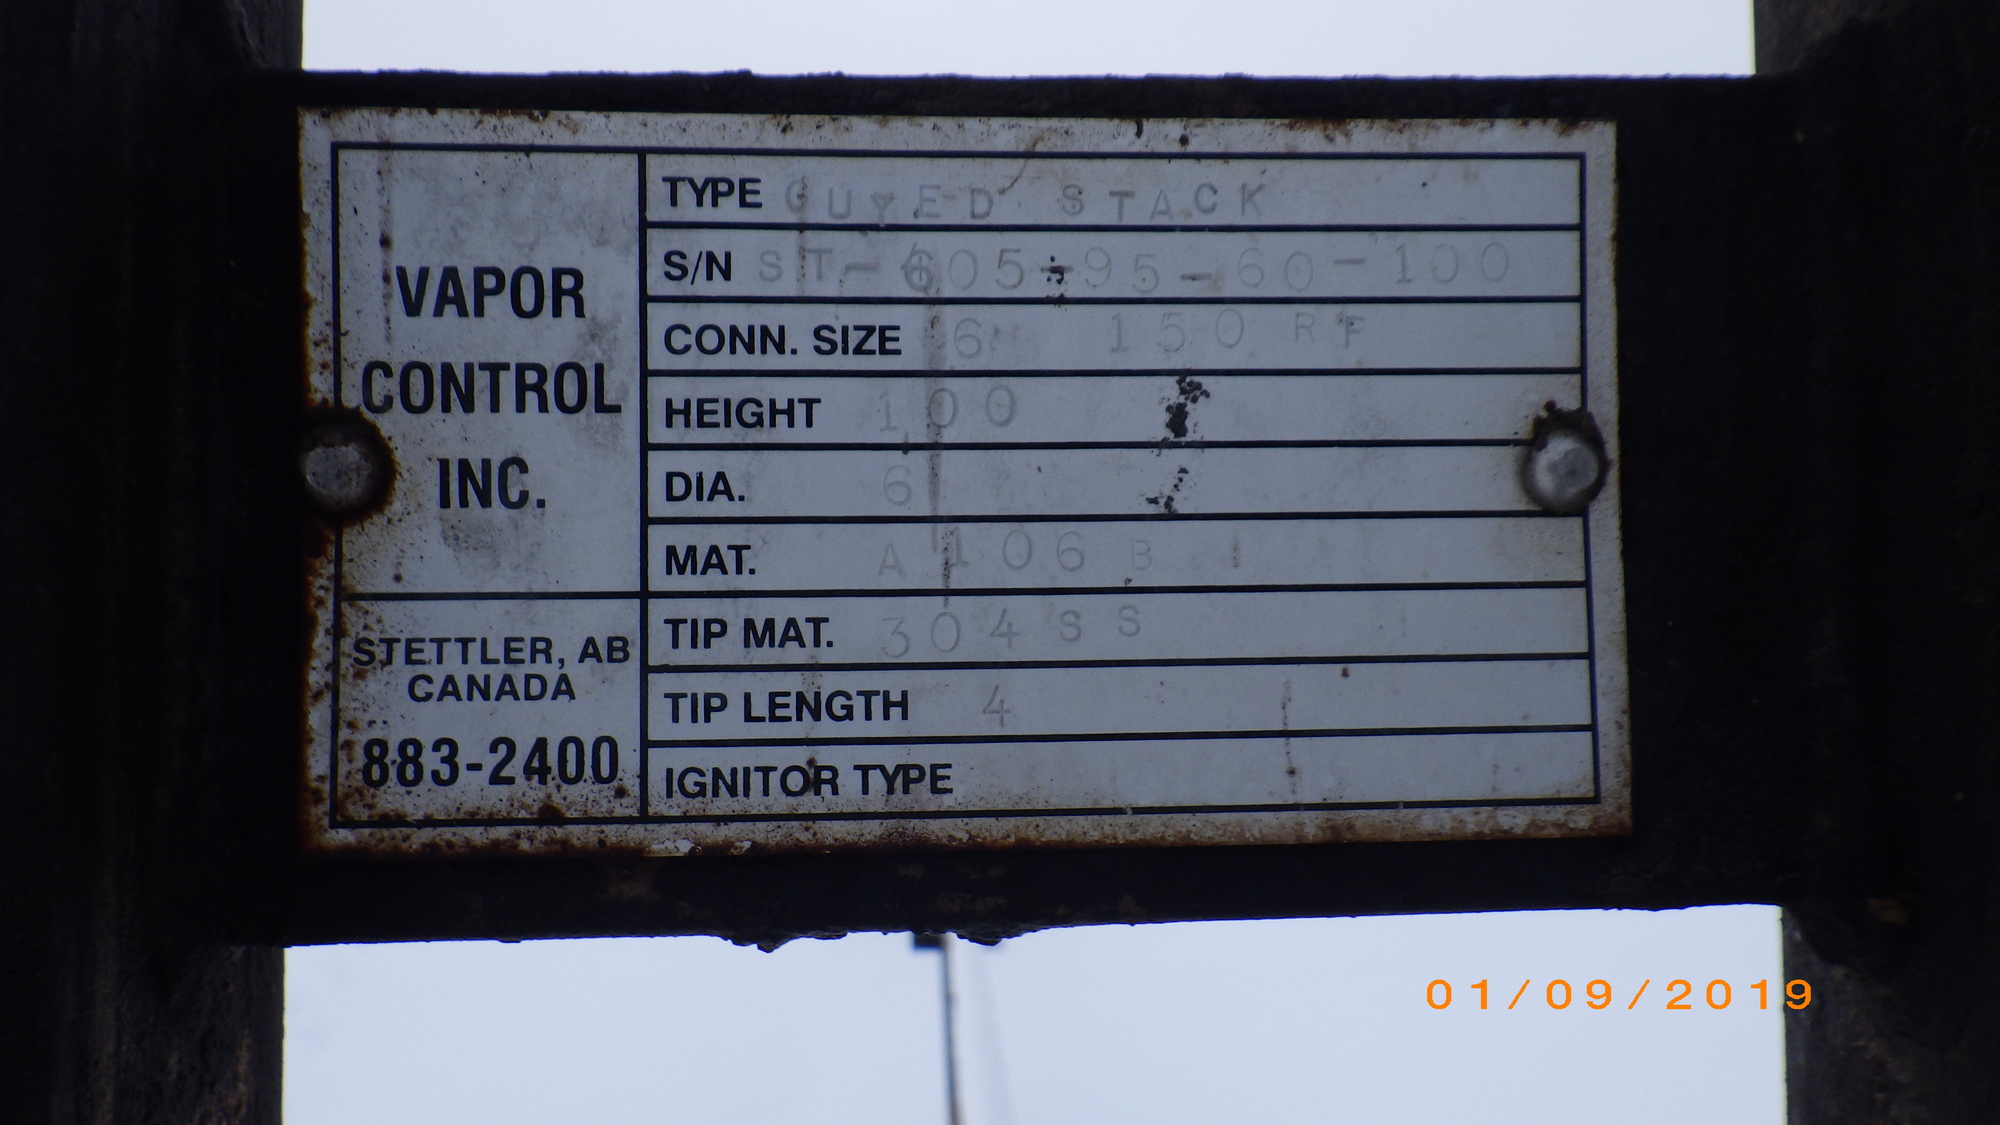 VAPOR
CONTROL
INC.
STETTLER, AB
CANADA
883-2400
TYPE GUYED STACK
S/N ST-605-95-60-100
CONN. SIZE 6" 150 RF
HEIGHT 100
DIA. 6
MAT. A 106 B
TIP MAT. 304 SS
TIP LENGTH 4
IGNITOR TYPE
01/09/2019